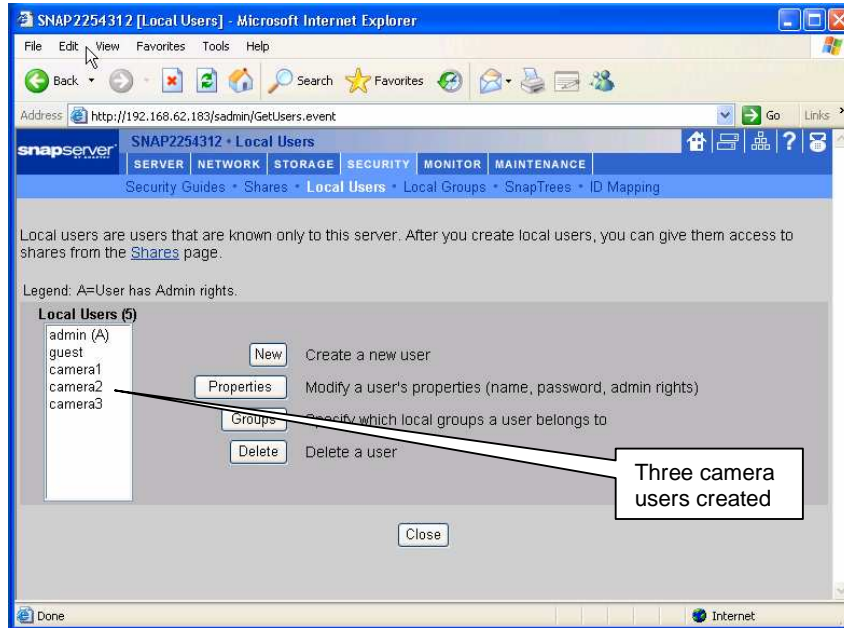 SNAP2254312 [Local Users] - Microsoft Internet Explorer
File Edit View Favorites Tools Help
Back Search Favorites
Address http://192.168.62.183/sadmin/GetUsers.event Go Links »
snapserver SNAP2254312 • Local Users
BY ADAPTEC
SERVER NETWORK STORAGE SECURITY MONITOR MAINTENANCE
Security Guides • Shares • Local Users • Local Groups • SnapTrees • ID Mapping
Local users are users that are known only to this server. After you create local users, you can give them access to
shares from the Shares page.
Legend: A=User has Admin rights.
Local Users (5)
admin (A)
guest
camera1
camera2
camera3
New Create a new user
Properties Modify a user's properties (name, password, admin rights)
Groups Specify which local groups a user belongs to
Delete Delete a user
Three camera
users created
Close
Done Internet